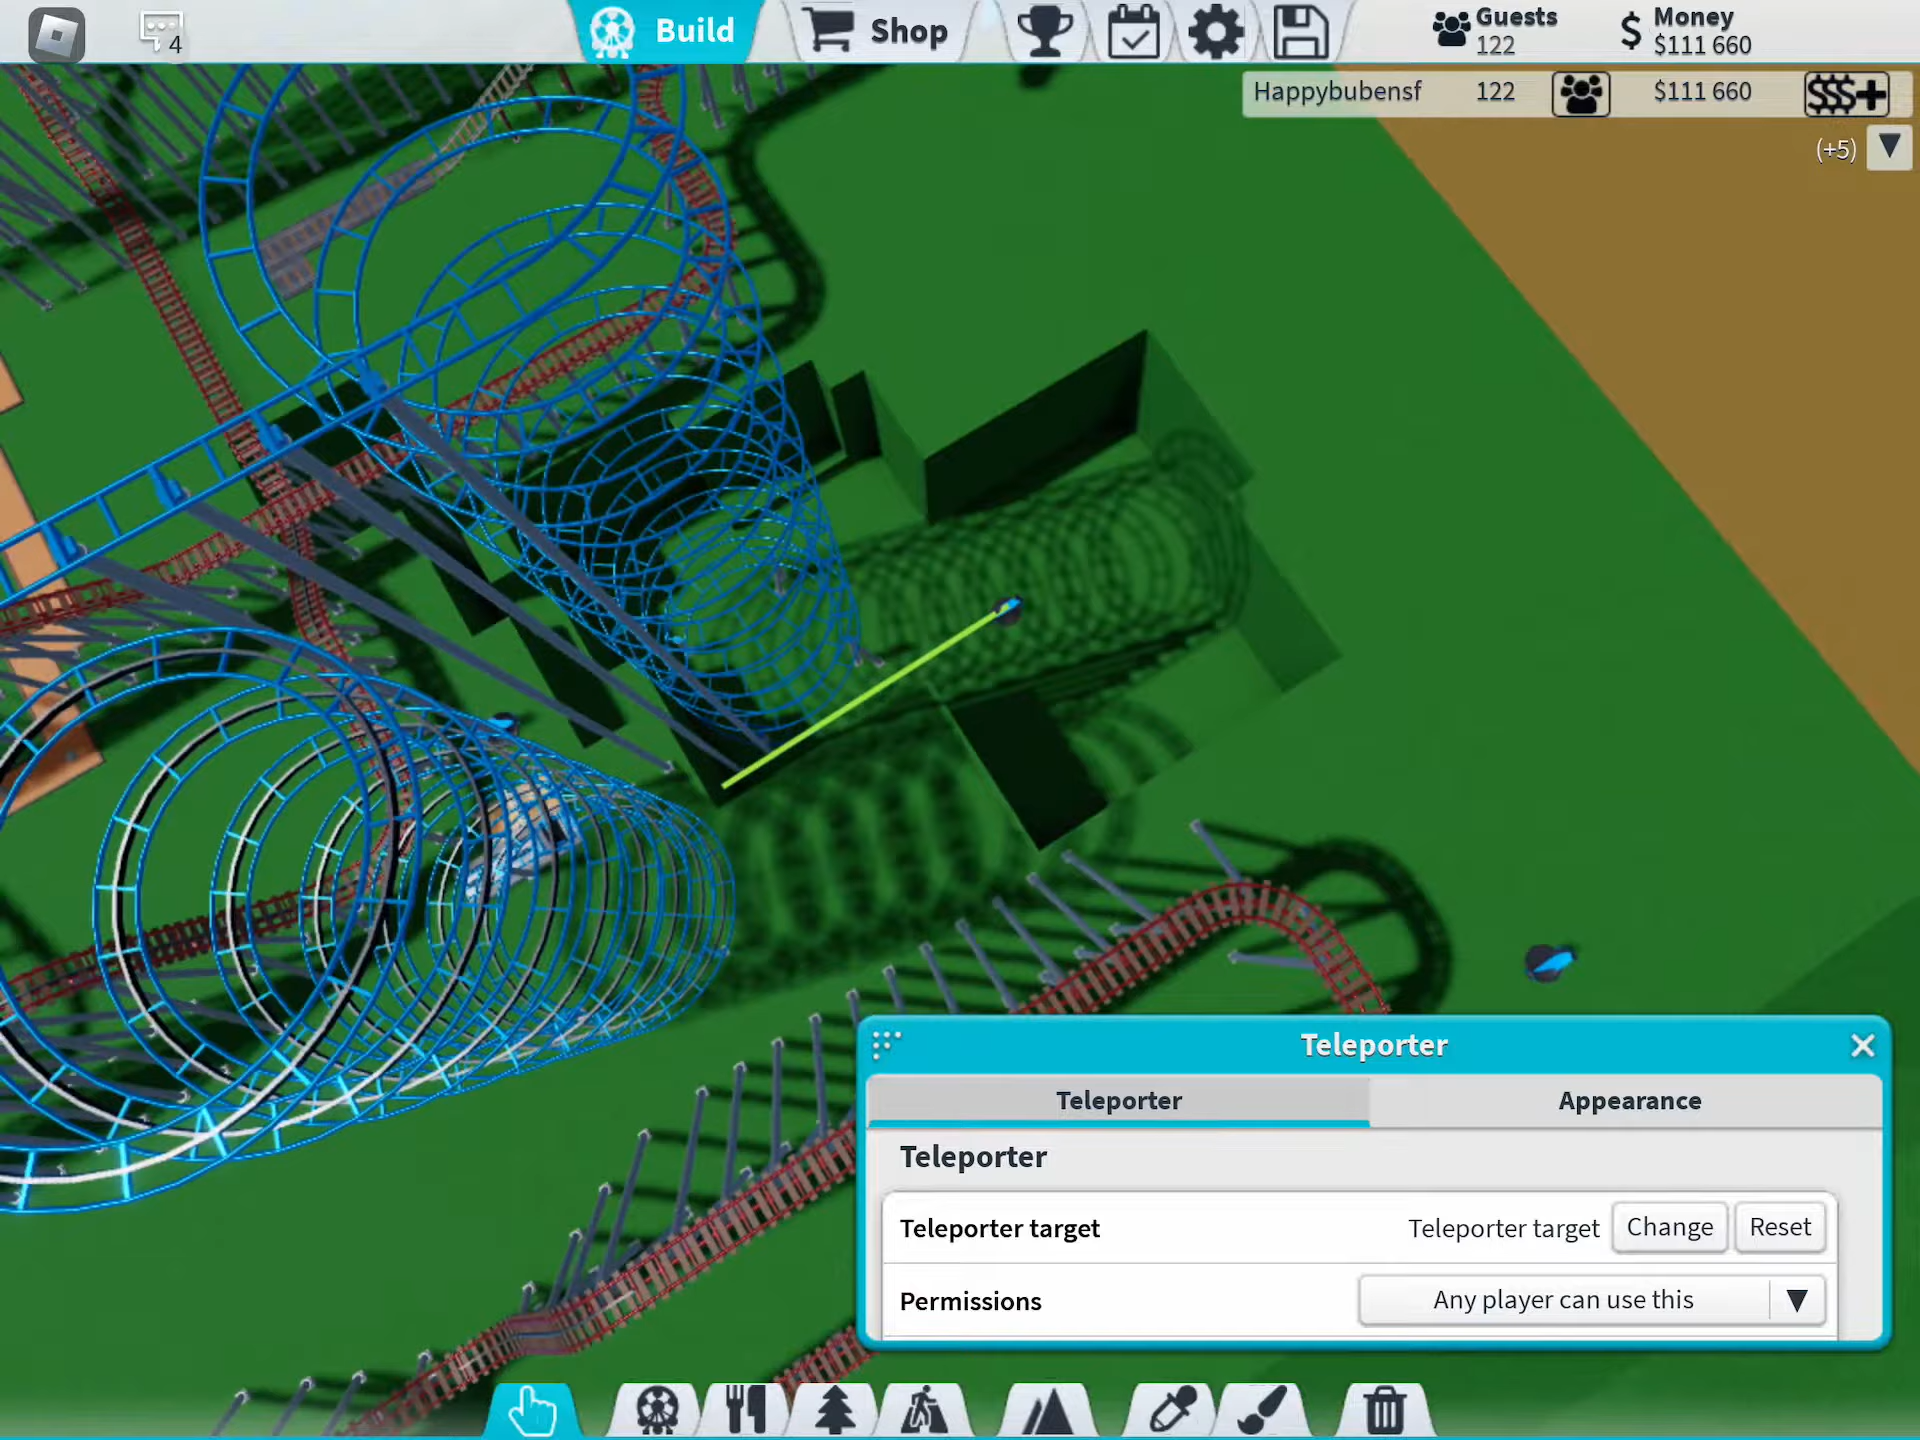 4
Build
Shop
Guests
122
$ Money
$111 660
Happybubensf 122 $111 660 $$$+
(+5)
Teleporter
Teleporter Appearance
Teleporter
Teleporter target Teleporter target Change Reset
Permissions Any player can use this